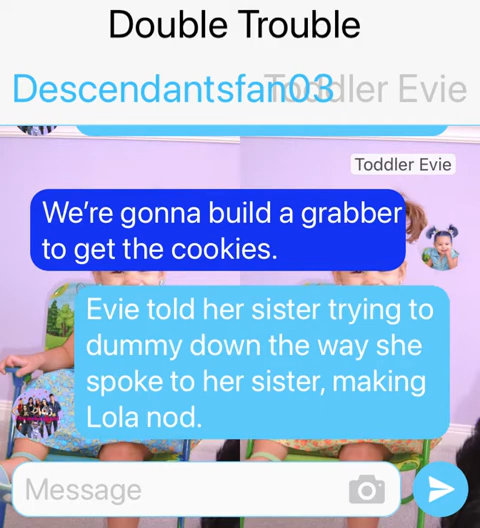 Double Trouble
Descendantsfan03
Toddler Evie
Toddler Evie
We're gonna build a grabber
to get the cookies.
Evie told her sister trying to
dummy down the way she
spoke to her sister, making
Lola nod.
Message